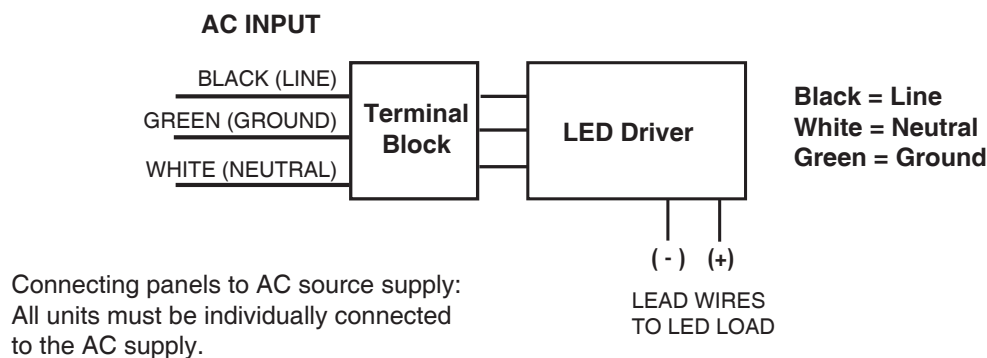 AC INPUT
BLACK (LINE)
GREEN (GROUND)
WHITE (NEUTRAL)
Terminal
Block
LED Driver
Black = Line
White = Neutral
Green = Ground
( - ) (+)
LEAD WIRES
TO LED LOAD
Connecting panels to AC source supply:
All units must be individually connected
to the AC supply.